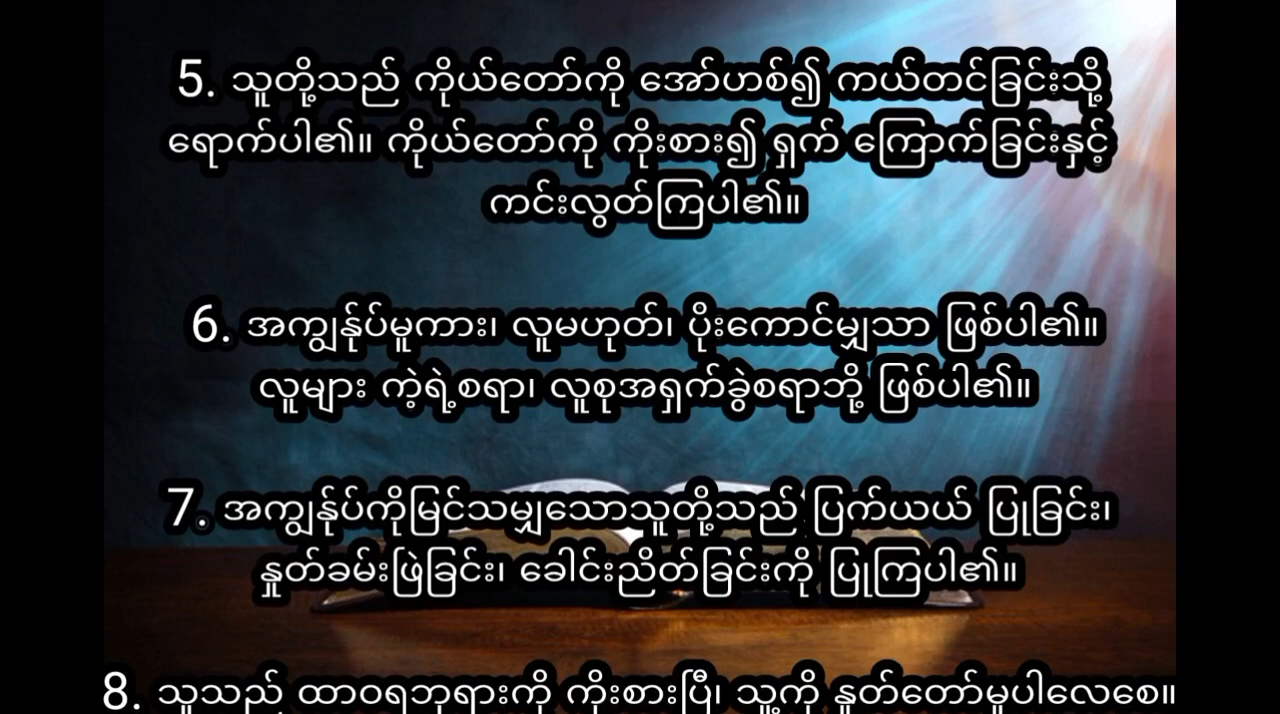 5. သူတို့သည် ကိုယ်တော်ကို အော်ဟစ်၍ ကယ်တင်ခြင်းသို့
ရောက်ပါ၏။ ကိုယ်တော်ကို ကိုးစား၍ ရှက် ကြောက်ခြင်းနှင့်
ကင်းလွတ်ကြပါ၏။
6. အကျွန်ုပ်မူကား၊ လူမဟုတ်၊ ပိုးကောင်မျှသာ ဖြစ်ပါ၏။
လူများ ကဲ့ရဲ့စရာ၊ လူစုအရှက်ခွဲစရာဘို့ ဖြစ်ပါ၏။
7. အကျွန်ုပ်ကိုမြင်သမျှသောသူတို့သည် ပြက်ယယ် ပြုခြင်း၊
နှုတ်ခမ်းဖြဲခြင်း၊ ခေါင်းညိတ်ခြင်းကို ပြုကြပါ၏။
8. သူသည် ထာဝရဘုရားကို ကိုးစားပြီ၊ သူ့ကို နှုတ်တော်မူပါလေစေ။